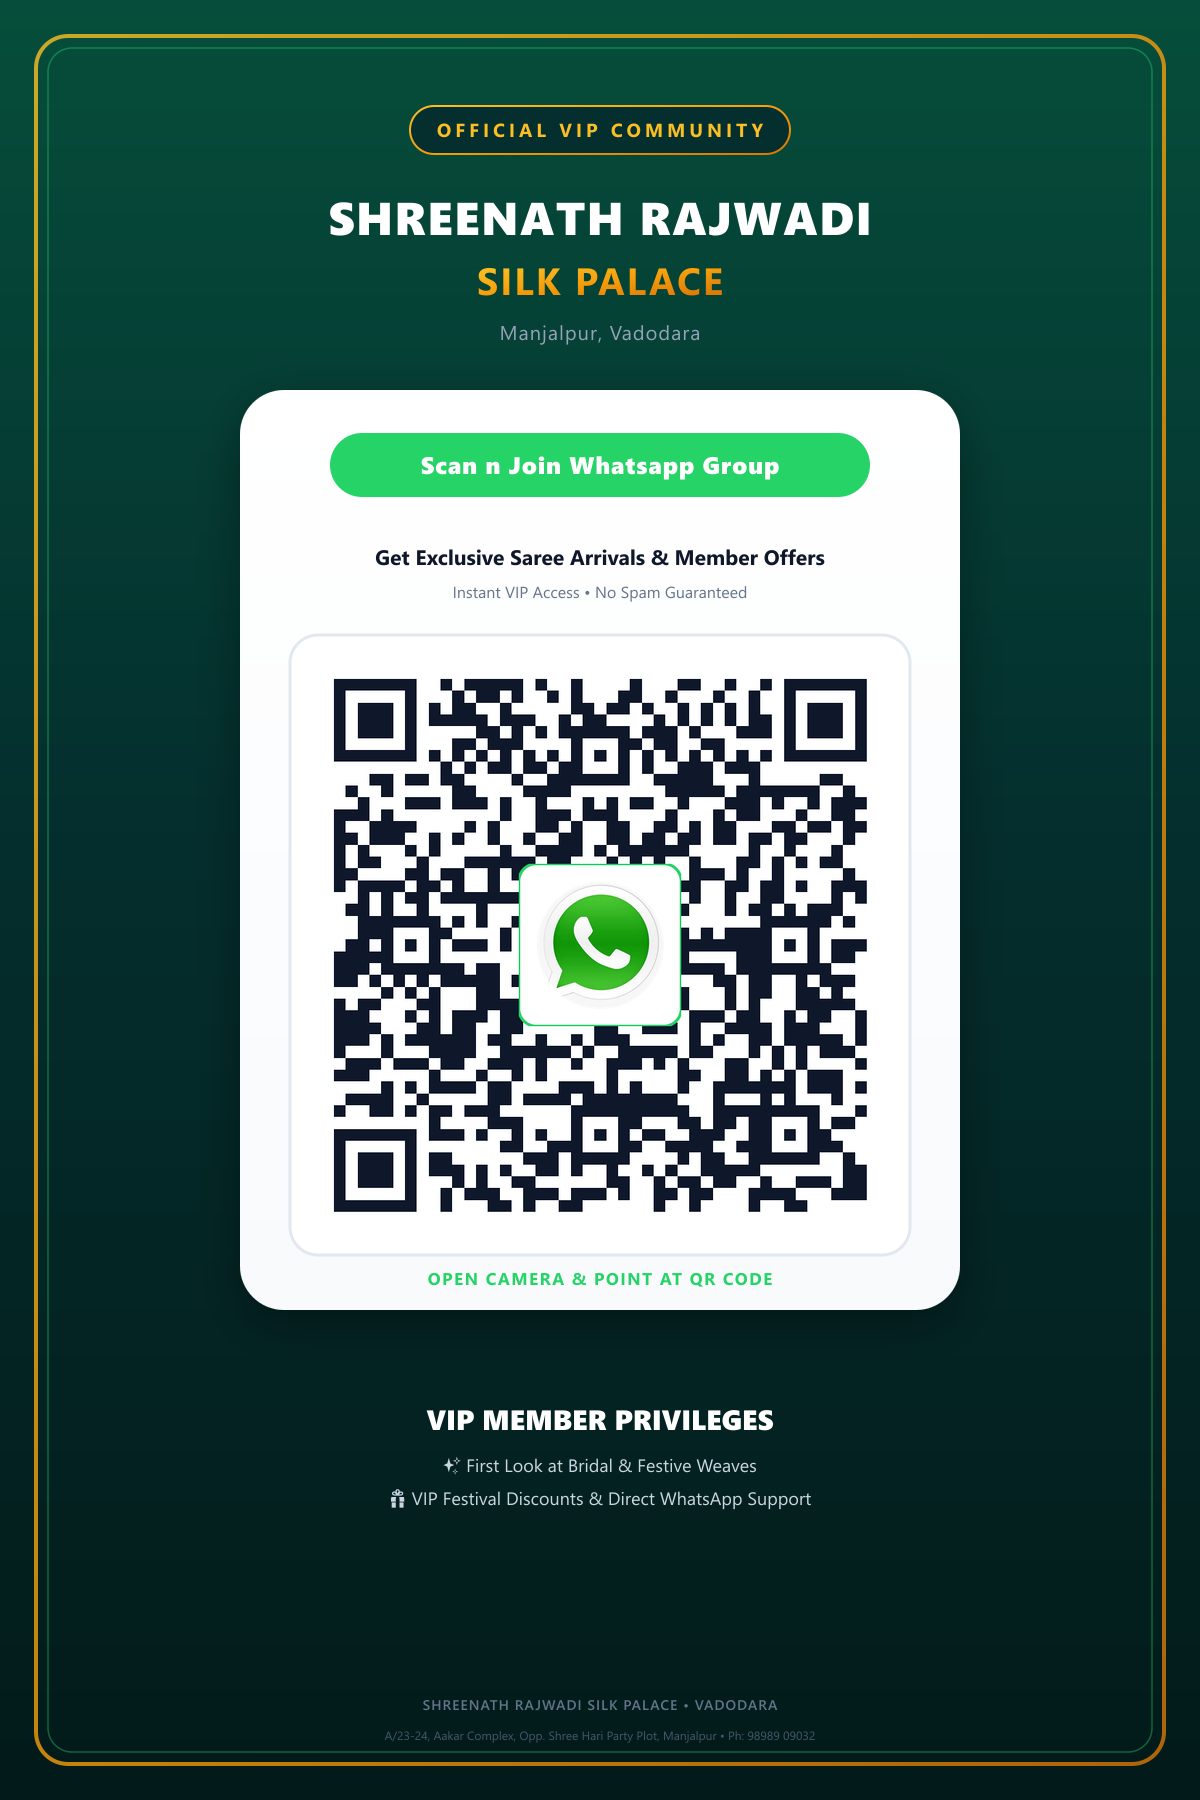 OFFICIAL VIP COMMUNITY
SHREENATH RAJWADI
SILK PALACE
Manjalpur, Vadodara
Scan n Join Whatsapp Group
Get Exclusive Saree Arrivals & Member Offers
Instant VIP Access • No Spam Guaranteed
OPEN CAMERA & POINT AT QR CODE
VIP MEMBER PRIVILEGES
First Look at Bridal & Festive Weaves
VIP Festival Discounts & Direct WhatsApp Support
SHREENATH RAJWADI SILK PALACE • VADODARA
A/23-24, Aakar Complex, Opp. Shree Hari Party Plot, Manjalpur • Ph: 98989 09032